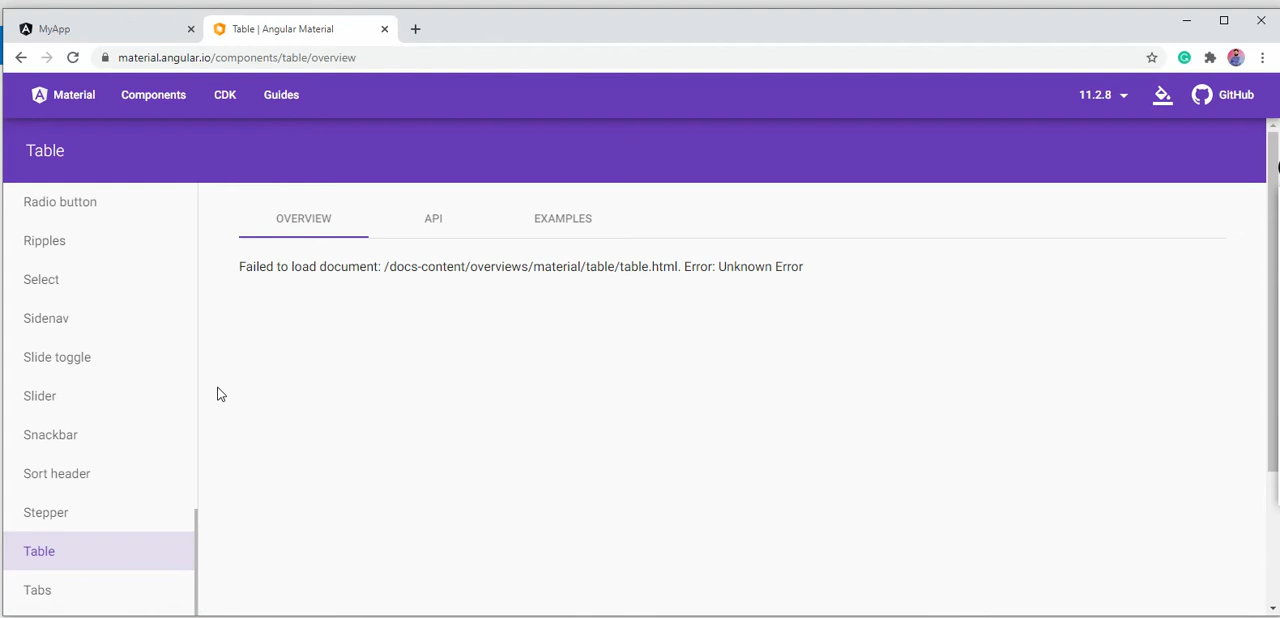 MyApp
Table | Angular Material
material.angular.io/components/table/overview
Material Components CDK Guides 11.2.8 GitHub
Table
Radio button
Ripples
Select
Sidenav
Slide toggle
Slider
Snackbar
Sort header
Stepper
Table
Tabs
OVERVIEW API EXAMPLES
Failed to load document: /docs-content/overviews/material/table/table.html. Error: Unknown Error